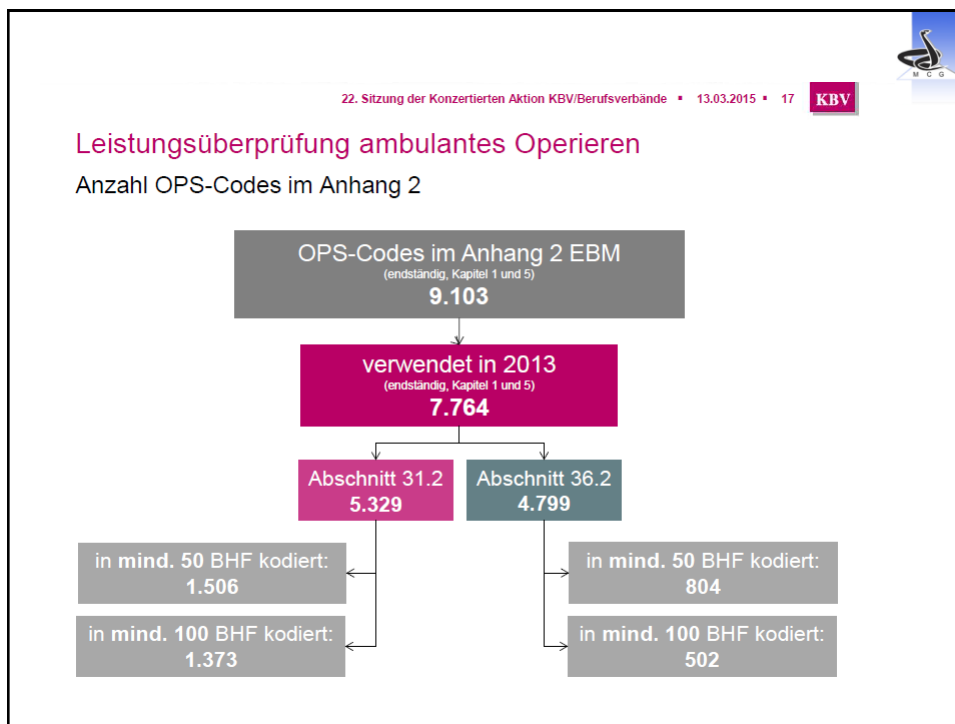 M C G
22. Sitzung der Konzertierten Aktion KBV/Berufsverbände ▪ 13.03.2015 ▪ 17 KBV
Leistungsüberprüfung ambulantes Operieren
Anzahl OPS-Codes im Anhang 2
OPS-Codes im Anhang 2 EBM
(endständig, Kapitel 1 und 5)
9.103
verwendet in 2013
(endständig, Kapitel 1 und 5)
7.764
Abschnitt 31.2
5.329
Abschnitt 36.2
4.799
in mind. 50 BHF kodiert:
1.506
in mind. 50 BHF kodiert:
804
in mind. 100 BHF kodiert:
1.373
in mind. 100 BHF kodiert:
502